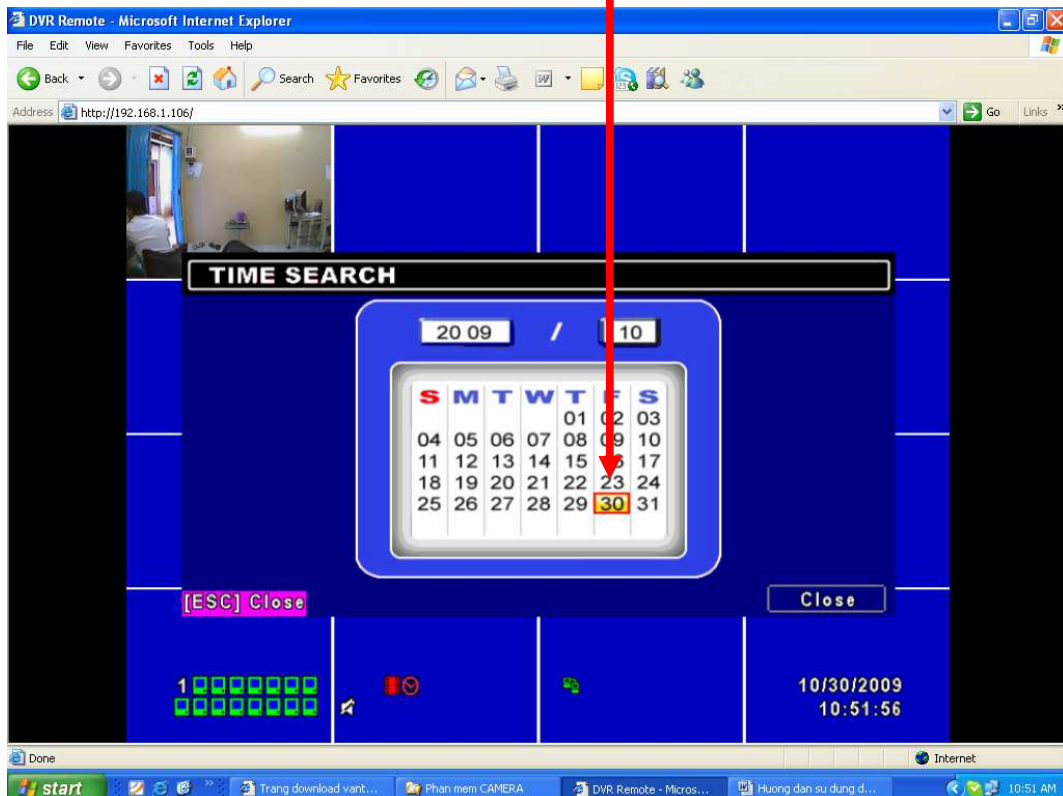 DVR Remote - Microsoft Internet Explorer
File Edit View Favorites Tools Help
Back Search Favorites
Address http://192.168.1.106/ Go Links »
TIME SEARCH
20 09 / 10
S M T W T F S
01 02 03
04 05 06 07 08 09 10
11 12 13 14 15 17
18 19 20 21 22 23 24
25 26 27 28 29 30 31
[ESC] Close Close
1
10/30/2009
10:51:56
Done Internet
start Trang download vant... Phan mem CAMERA DVR Remote - Micros... Huong dan su dung d... 10:51 AM